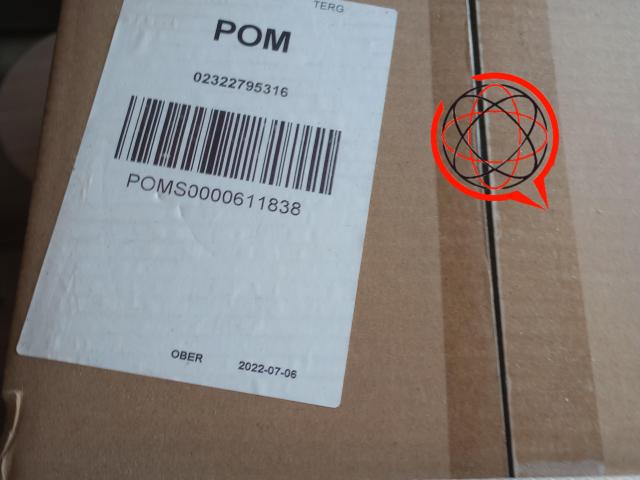 TERG
POM
02322795316
POMS0000611838
OBER 2022-07-06